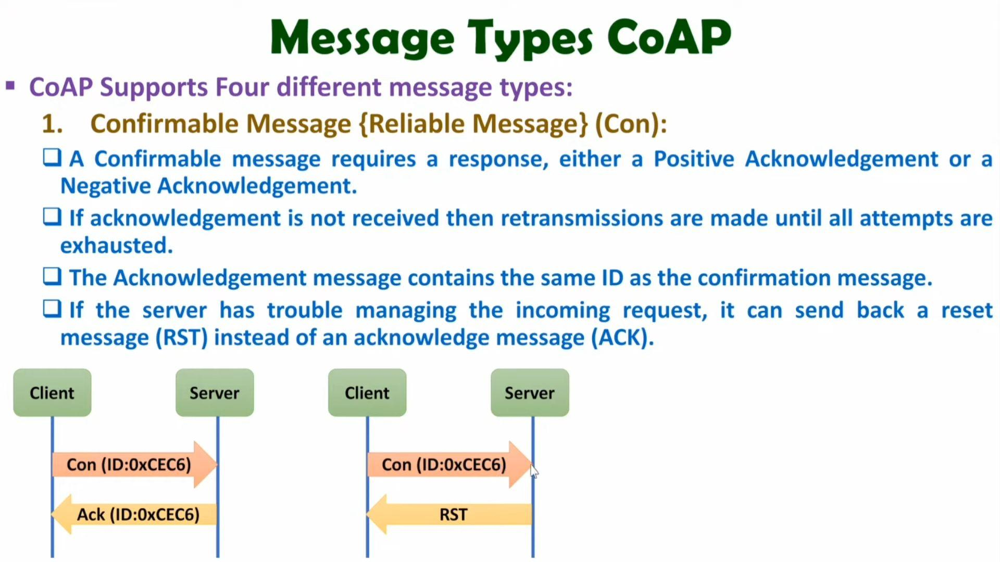 Message Types CoAP
▪ CoAP Supports Four different message types:
1. Confirmable Message {Reliable Message} (Con):
❑ A Confirmable message requires a response, either a Positive Acknowledgement or a
Negative Acknowledgement.
❑ If acknowledgement is not received then retransmissions are made until all attempts are
exhausted.
❑ The Acknowledgement message contains the same ID as the confirmation message.
❑ If the server has trouble managing the incoming request, it can send back a reset
message (RST) instead of an acknowledge message (ACK).
Client Server Client Server
Con (ID:0xCEC6) Con (ID:0xCEC6)
Ack (ID:0xCEC6) RST